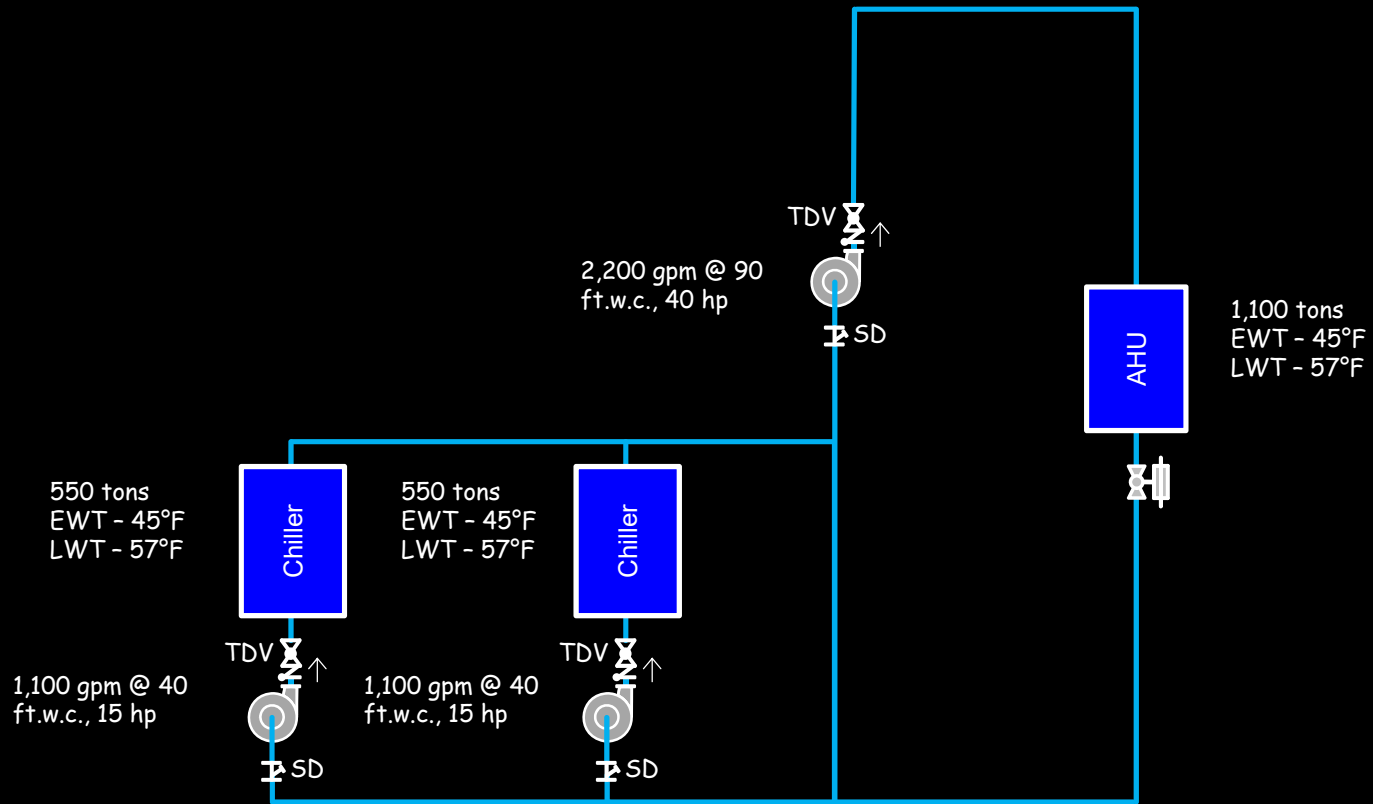 TDV
2,200 gpm @ 90
ft.w.c., 40 hp
SD
AHU
1,100 tons
EWT – 45°F
LWT – 57°F
550 tons
EWT – 45°F
LWT – 57°F
Chiller
550 tons
EWT – 45°F
LWT – 57°F
Chiller
TDV
1,100 gpm @ 40
ft.w.c., 15 hp
SD
TDV
1,100 gpm @ 40
ft.w.c., 15 hp
SD